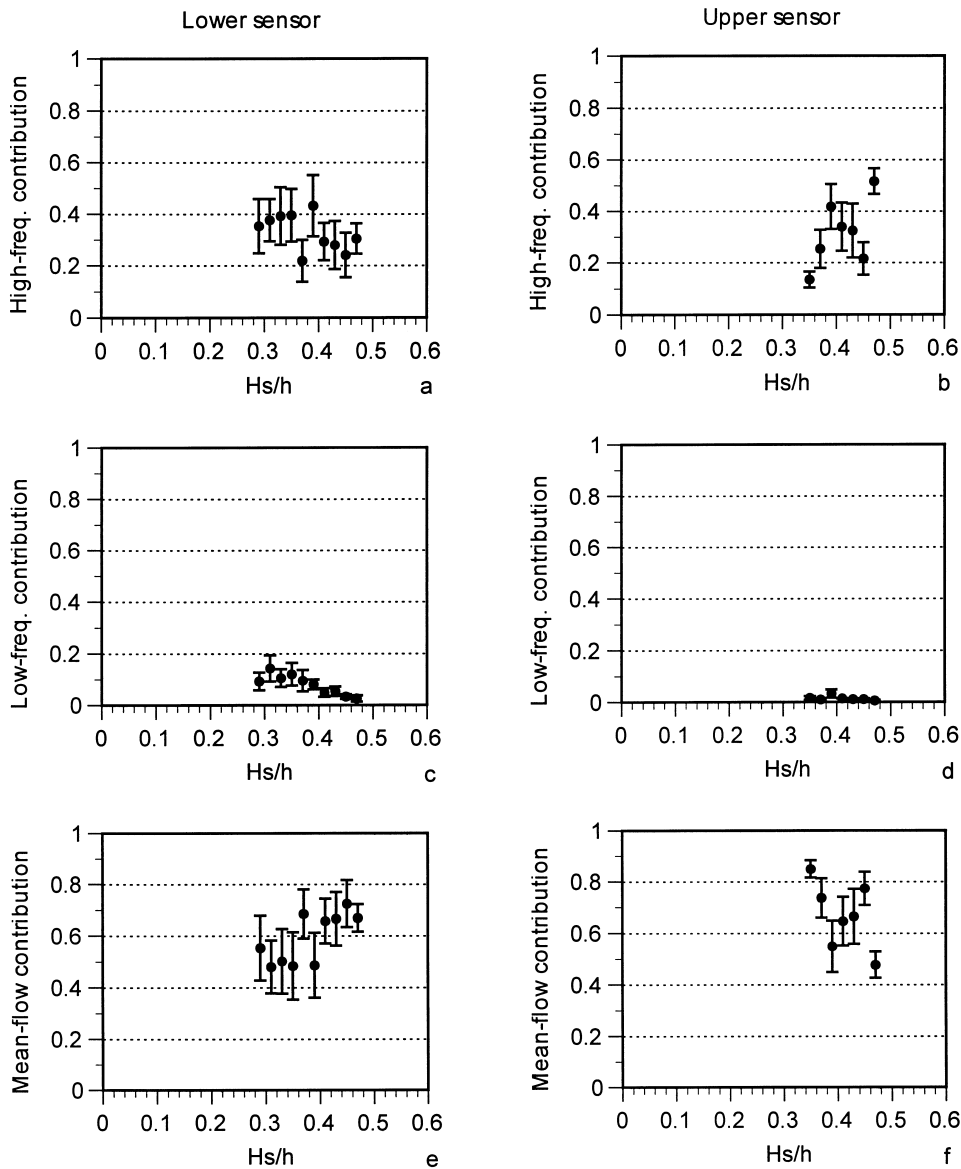 Lower sensor
Upper sensor
High-freq. contribution
1
0.8
0.6
0.4
0.2
0
0 0.1 0.2 0.3 0.4 0.5 0.6
Hs/h
a
High-freq. contribution
1
0.8
0.6
0.4
0.2
0
0 0.1 0.2 0.3 0.4 0.5 0.6
Hs/h
b
Low-freq. contribution
1
0.8
0.6
0.4
0.2
0
0 0.1 0.2 0.3 0.4 0.5 0.6
Hs/h
c
Low-freq. contribution
1
0.8
0.6
0.4
0.2
0
0 0.1 0.2 0.3 0.4 0.5 0.6
Hs/h
d
Mean-flow contribution
1
0.8
0.6
0.4
0.2
0
0 0.1 0.2 0.3 0.4 0.5 0.6
Hs/h
e
Mean-flow contribution
1
0.8
0.6
0.4
0.2
0
0 0.1 0.2 0.3 0.4 0.5 0.6
Hs/h
f